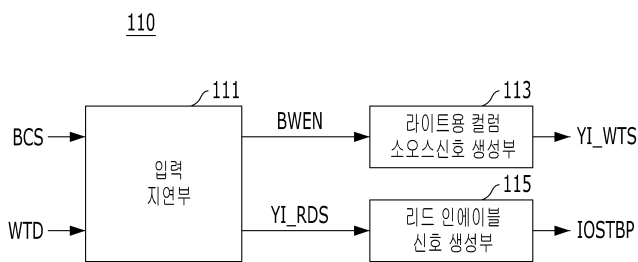 110
111
113
115
BCS
WTD
입력
지연부
BWEN
YI_RDS
라이트용 컬럼
소오스신호 생성부
리드 인에이블
신호 생성부
YI_WTS
IOSTBP